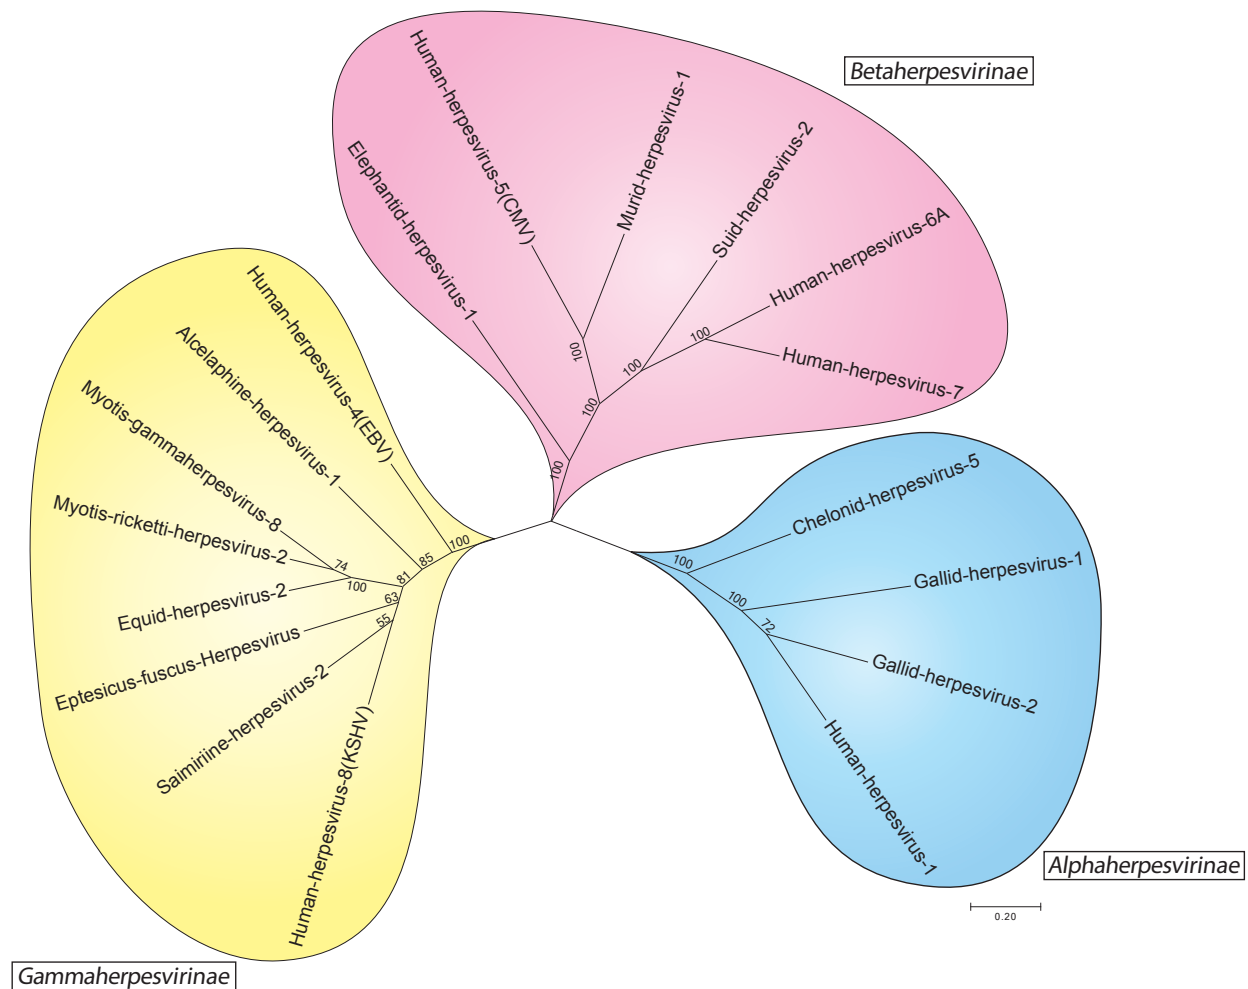 Betaherpesvirinae
Human-herpesvirus-5(CMV)
Murid-herpesvirus-1
Suid-herpesvirus-2
Elephantid-herpesvirus-1
Human-herpesvirus-6A
Human-herpesvirus-7
100
100
100
100
100
Human-herpesvirus-4(EBV)
Alcelaphine-herpesvirus-1
Myotis-gammaherpesvirus-8
Myotis-ricketti-herpesvirus-2
Equid-herpesvirus-2
Eptesicus-fuscus-Herpesvirus
Saimiriine-herpesvirus-2
Human-herpesvirus-8(KSHV)
100
85
81
74
100
63
55
Chelonid-herpesvirus-5
Gallid-herpesvirus-1
Gallid-herpesvirus-2
Human-herpesvirus-1
100
100
72
Alphaherpesvirinae
0.20
Gammaherpesvirinae